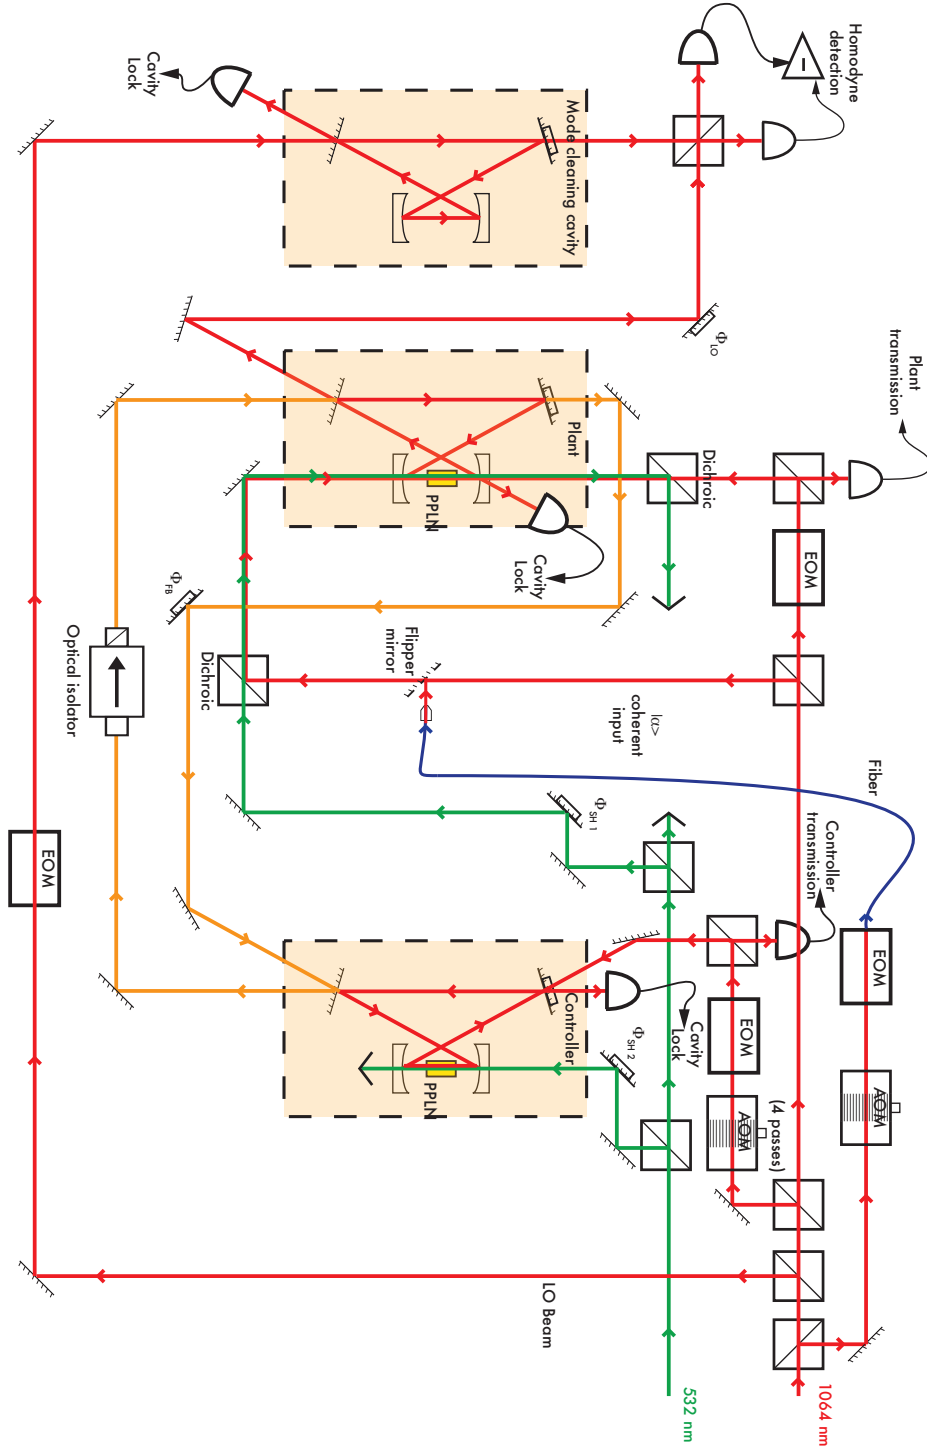 Homodyne
detection
–
Cavity
Lock
Mode cleaning cavity
Φ LO
Plant
transmission
Plant
PPLN
Dichroic
Cavity
Lock
EOM
Φ FB
Optical isolator
Dichroic
Flipper
mirror
|α>
coherent
input
Fiber
Φ SH 1
Controller
transmission
EOM
EOM
Controller
PPLN
Cavity
Lock
Φ SH 2
EOM
AOM
(4 passes)
AOM
LO Beam
532 nm
1064 nm